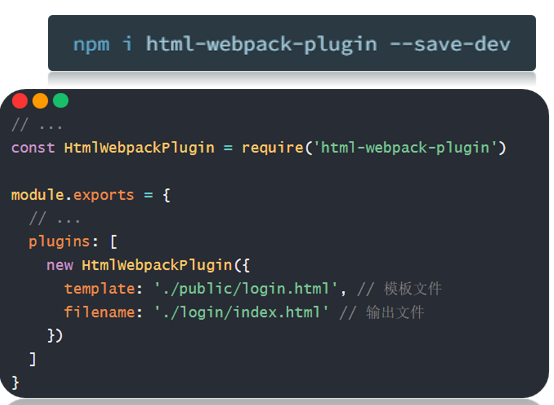 npm i html-webpack-plugin --save-dev
// ...
const HtmlWebpackPlugin = require('html-webpack-plugin')
module.exports = {
  // ...
  plugins: [
    new HtmlWebpackPlugin({
      template: './public/login.html', // 模板文件
      filename: './login/index.html' // 输出文件
    })
  ]
}